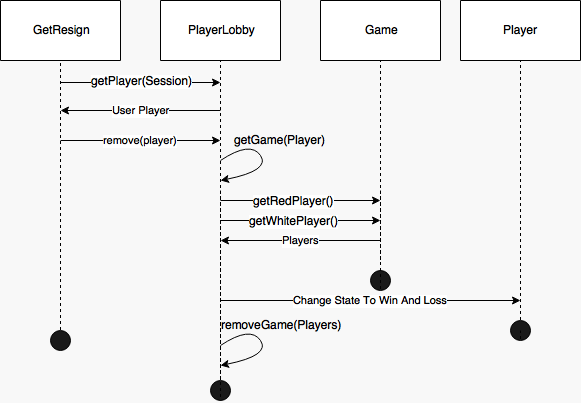 GetResign
PlayerLobby
Game
Player
getPlayer(Session)
User Player
remove(player)
getGame(Player)
getRedPlayer()
getWhitePlayer()
Players
Change State To Win And Loss
removeGame(Players)